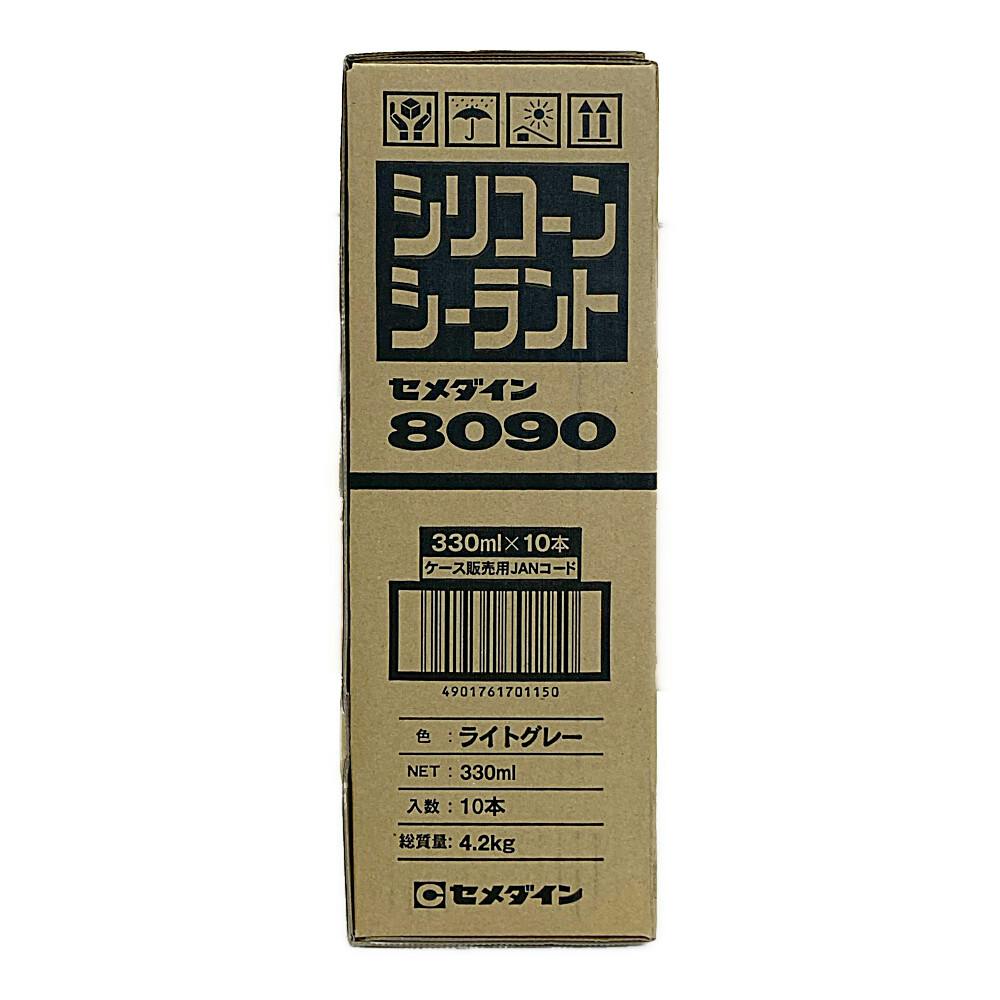 シリコーン
シーラント
セメダイン
8090
330ml×10本
ケース販売用JANコード
4901761701150
色 : ライトグレー
NET : 330ml
入数 : 10本
総質量: 4.2kg
C セメダイン